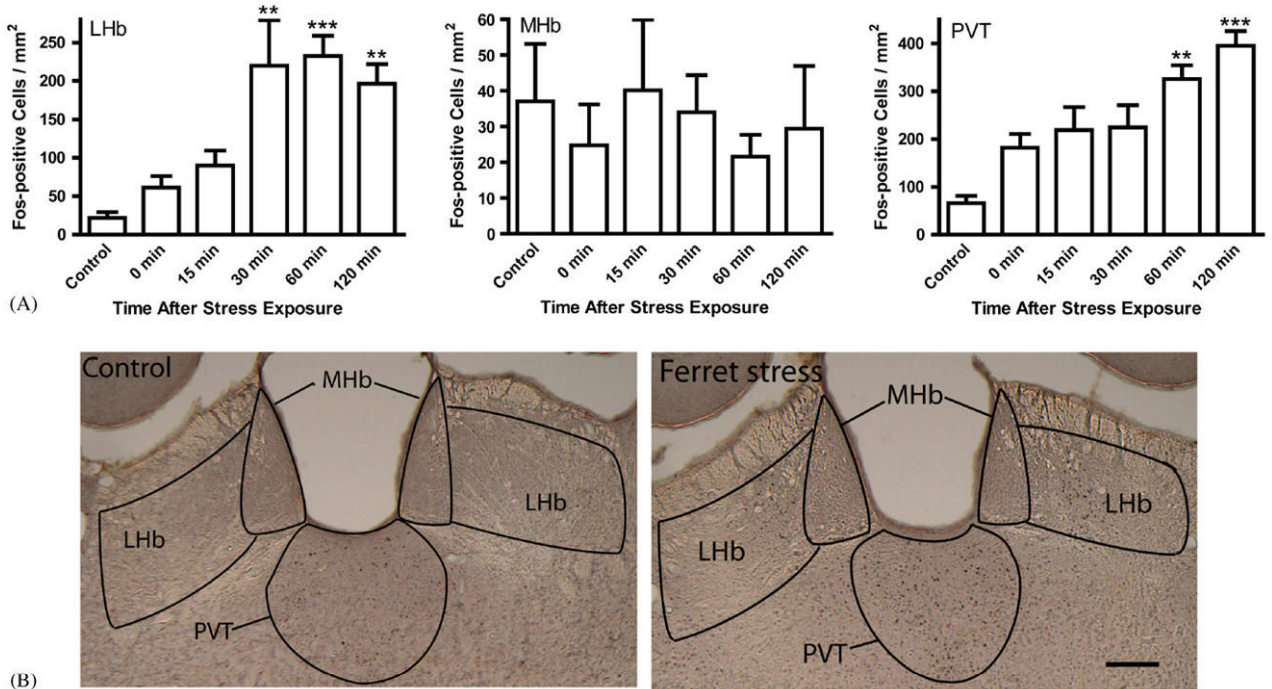 LHb
Fos-positive Cells / mm²
250
200
150
100
50
0
**
***
**
Control
0 min
15 min
30 min
60 min
120 min
Time After Stress Exposure
MHb
Fos-positive Cells / mm²
60
50
40
30
20
10
0
Control
0 min
15 min
30 min
60 min
120 min
Time After Stress Exposure
PVT
Fos-positive Cells / mm²
400
300
200
100
0
**
***
Control
0 min
15 min
30 min
60 min
120 min
Time After Stress Exposure
(A)
Control
MHb
LHb
LHb
PVT
Ferret stress
MHb
LHb
LHb
PVT
(B)